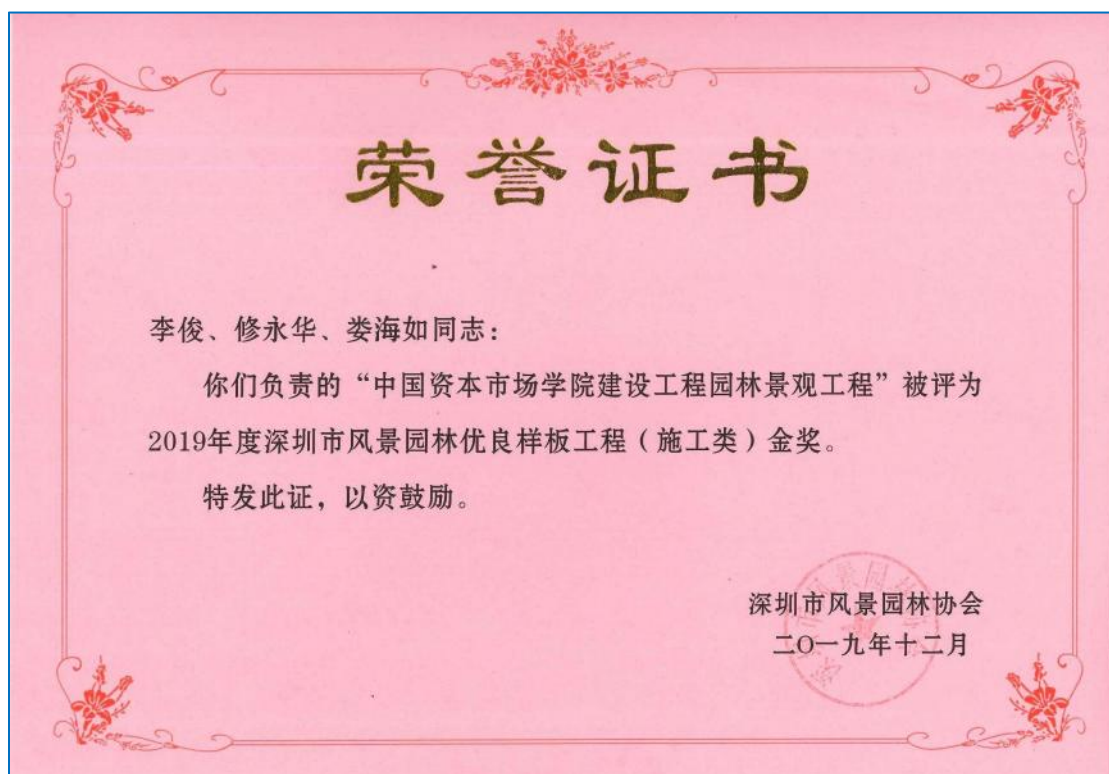 荣誉证书
李俊、修永华、娄海如同志：
你们负责的“中国资本市场学院建设工程园林景观工程”被评为
2019年度深圳市风景园林优良样板工程（施工类）金奖。
特发此证，以资鼓励。
深圳市风景园林协会
二〇一九年十二月